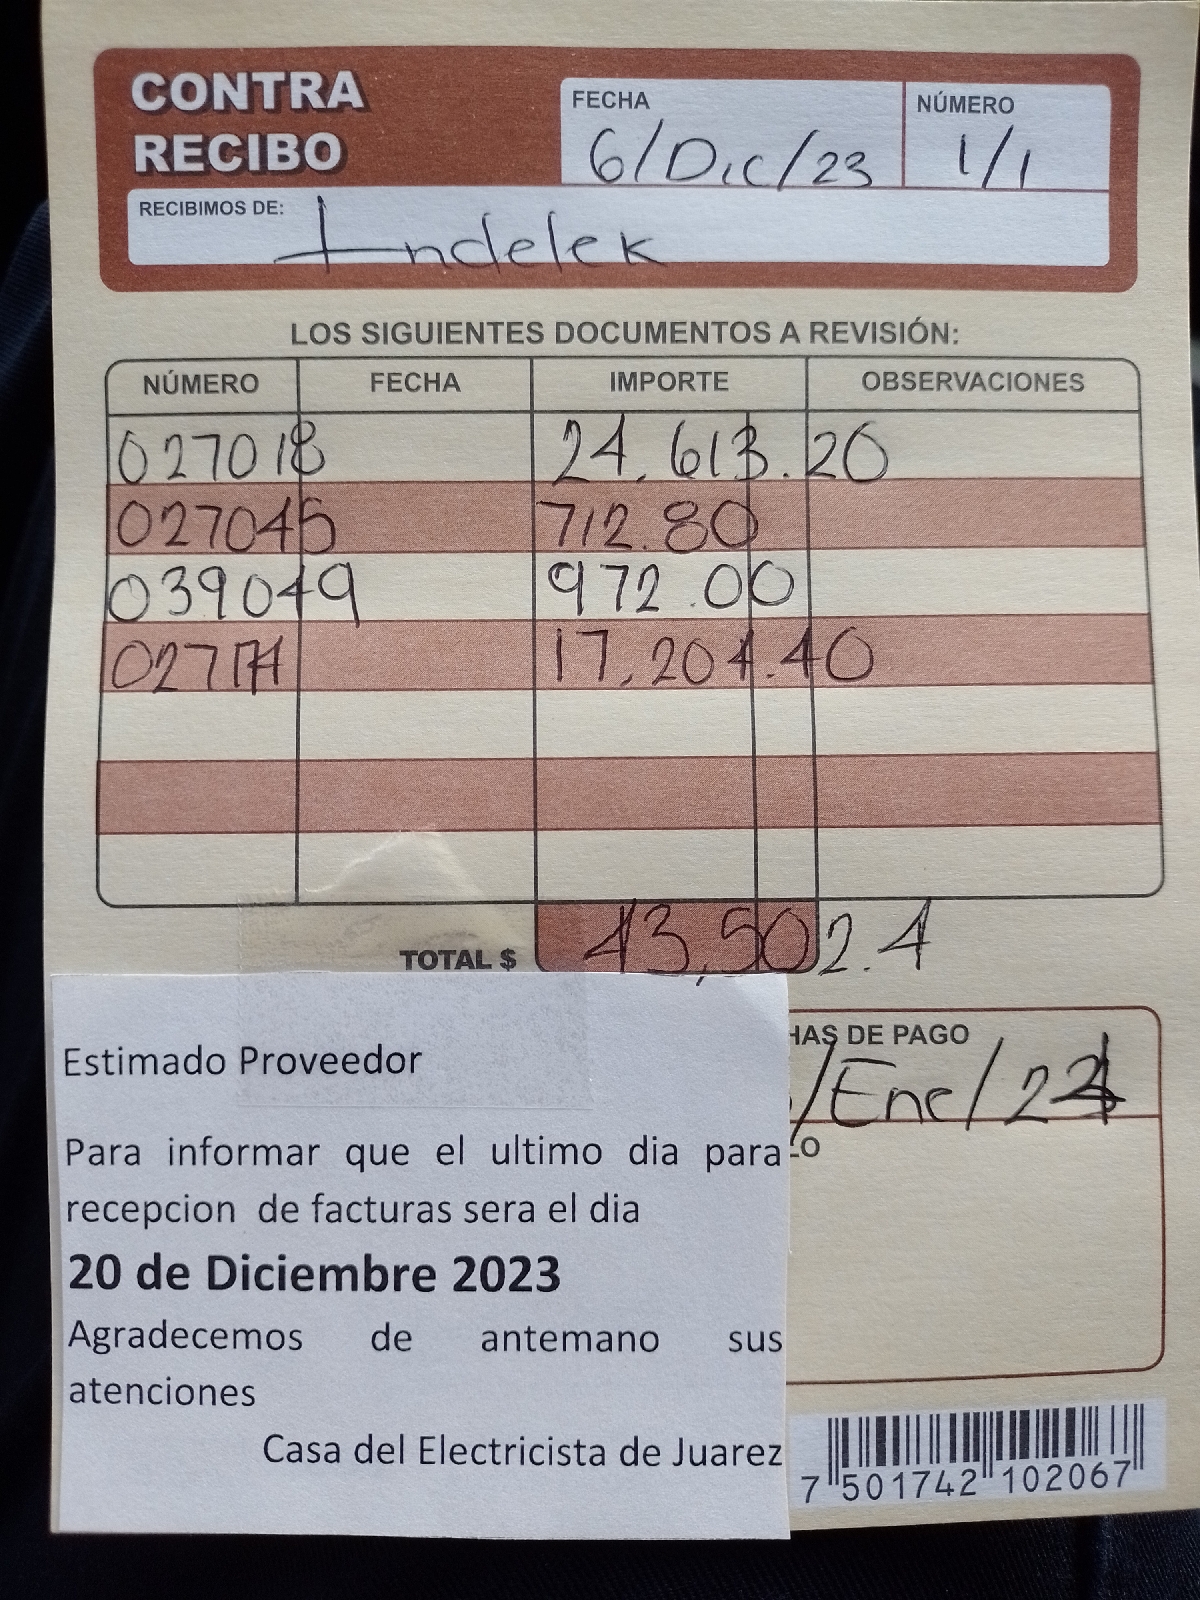 CONTRA
RECIBO
FECHA
6/Dic/23
NÚMERO
1/1
RECIBIMOS DE:
Indelek
LOS SIGUIENTES DOCUMENTOS A REVISIÓN:
NÚMERO FECHA IMPORTE OBSERVACIONES
027018 24.613.20
027045 712.80
039049 972.00
17,204.40
TOTAL $ 43,502.4
HAS DE PAGO
/Ene/24
LO
Estimado Proveedor
Para informar que el ultimo dia para
recepcion de facturas sera el dia
20 de Diciembre 2023
Agradecemos de antemano sus
atenciones
Casa del Electricista de Juarez
7 501742 102067